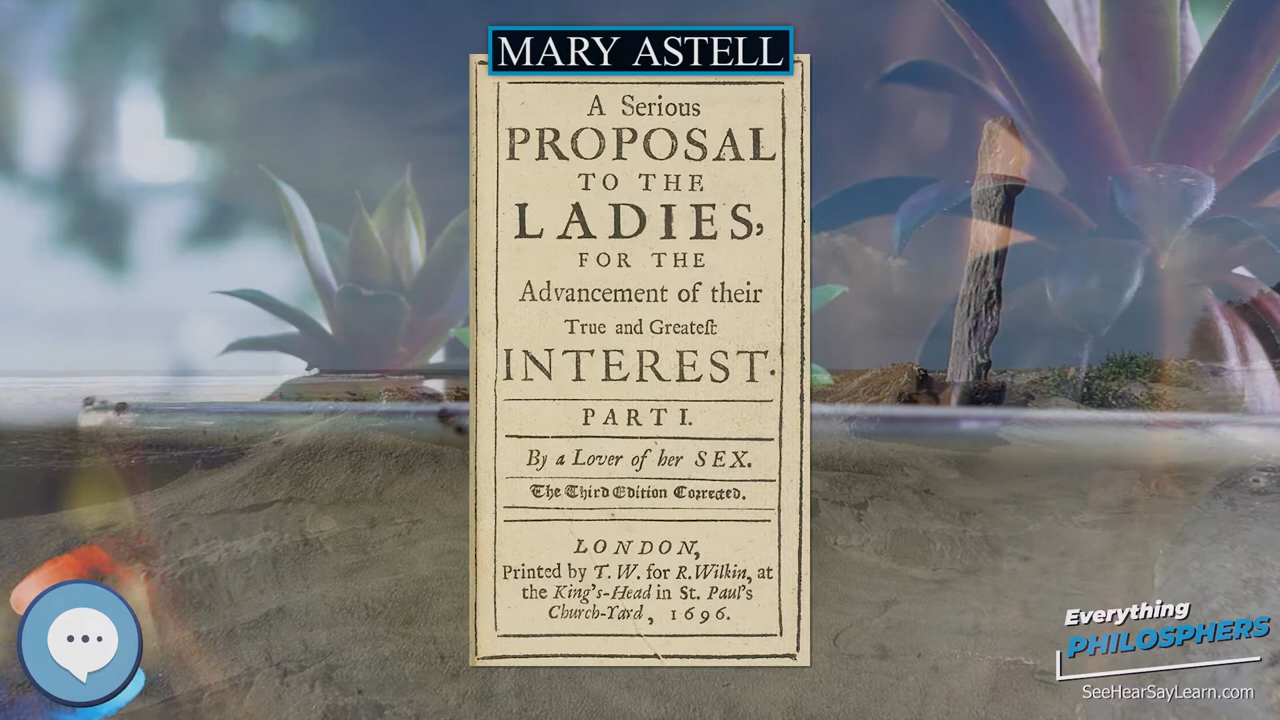 MARY ASTELL
A Serious
PROPOSAL
TO THE
LADIES,
FOR THE
Advancement of their
True and Greateſt
INTEREST.
PART I.
By a Lover of her SEX.
The Third Edition Corrected.
LONDON,
Printed by T. W. for R. Wilkin, at
the King's-Head in St. Paul's
Church-Yard, 1696.
Everything
PHILOSPHERS
SeeHearSayLearn.com